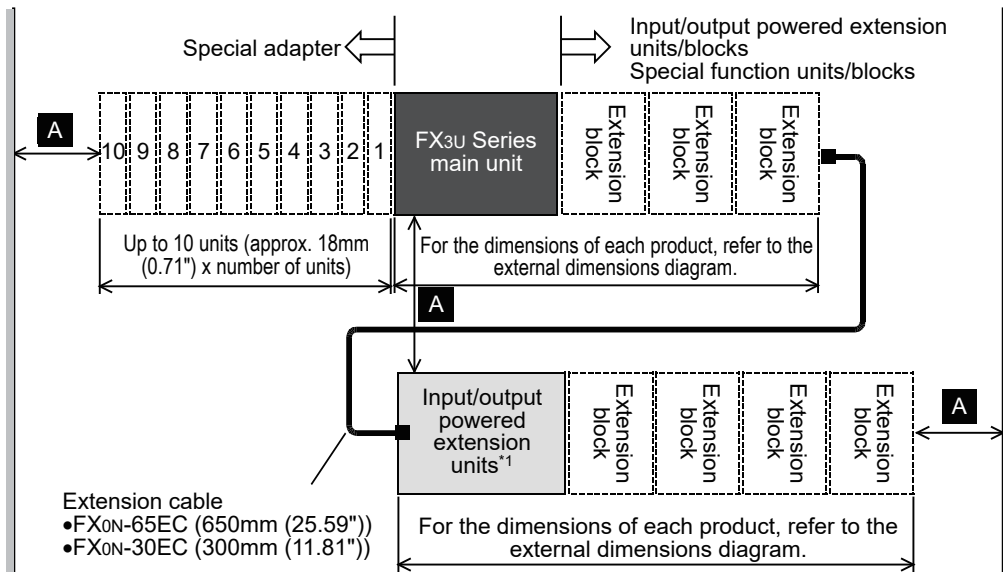 Special adapter
Input/output powered extension
units/blocks
Special function units/blocks
A
10 9 8 7 6 5 4 3 2 1
FX3U Series
main unit
Extension
block
Extension
block
Extension
block
Up to 10 units (approx. 18mm
(0.71") x number of units)
For the dimensions of each product, refer to the
external dimensions diagram.
A
Input/output
powered
extension
units*1
Extension
block
Extension
block
Extension
block
Extension
block
A
Extension cable
•FX0N-65EC (650mm (25.59"))
•FX0N-30EC (300mm (11.81"))
For the dimensions of each product, refer to the
external dimensions diagram.